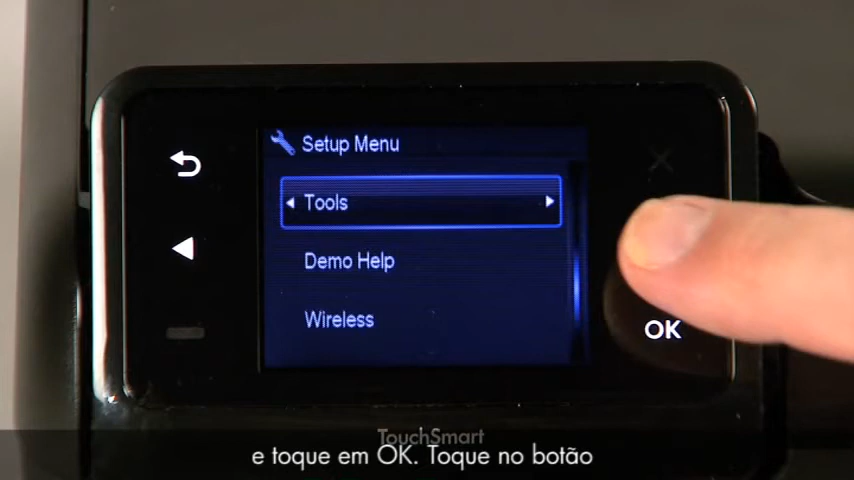 Setup Menu
Tools
Demo Help
Wireless
OK
TouchSmart
e toque em OK. Toque no botão